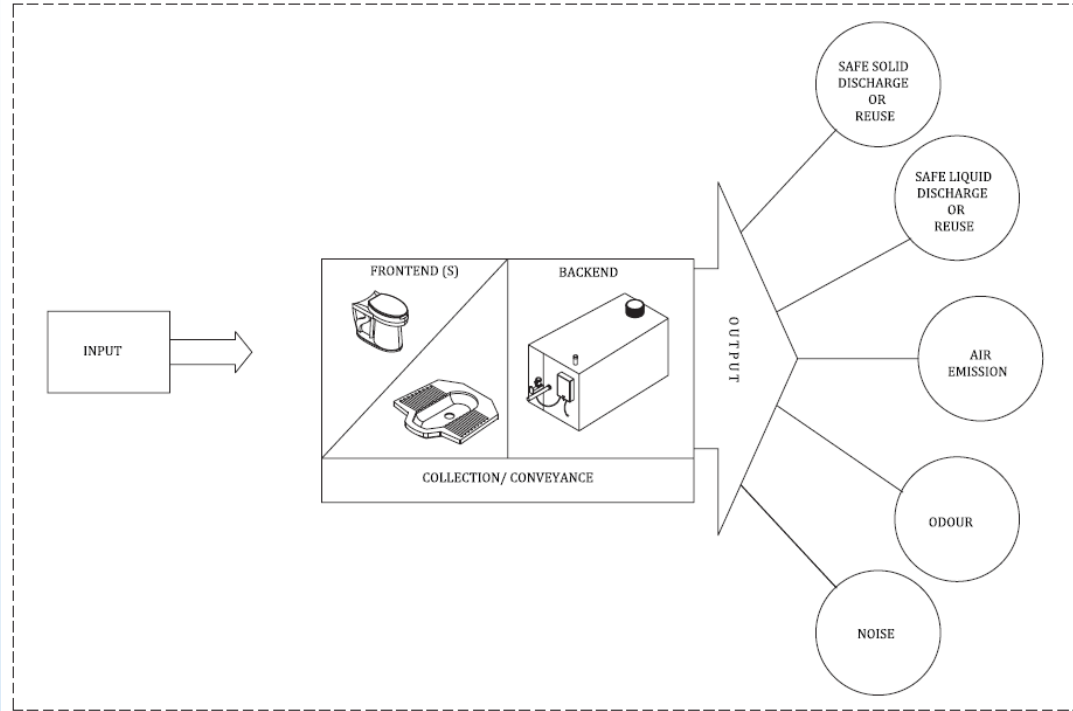 INPUT
FRONTEND (S)
BACKEND
COLLECTION/ CONVEYANCE
OUTPUT
SAFE SOLID
DISCHARGE
OR
REUSE
SAFE LIQUID
DISCHARGE
OR
REUSE
AIR
EMISSION
ODOUR
NOISE